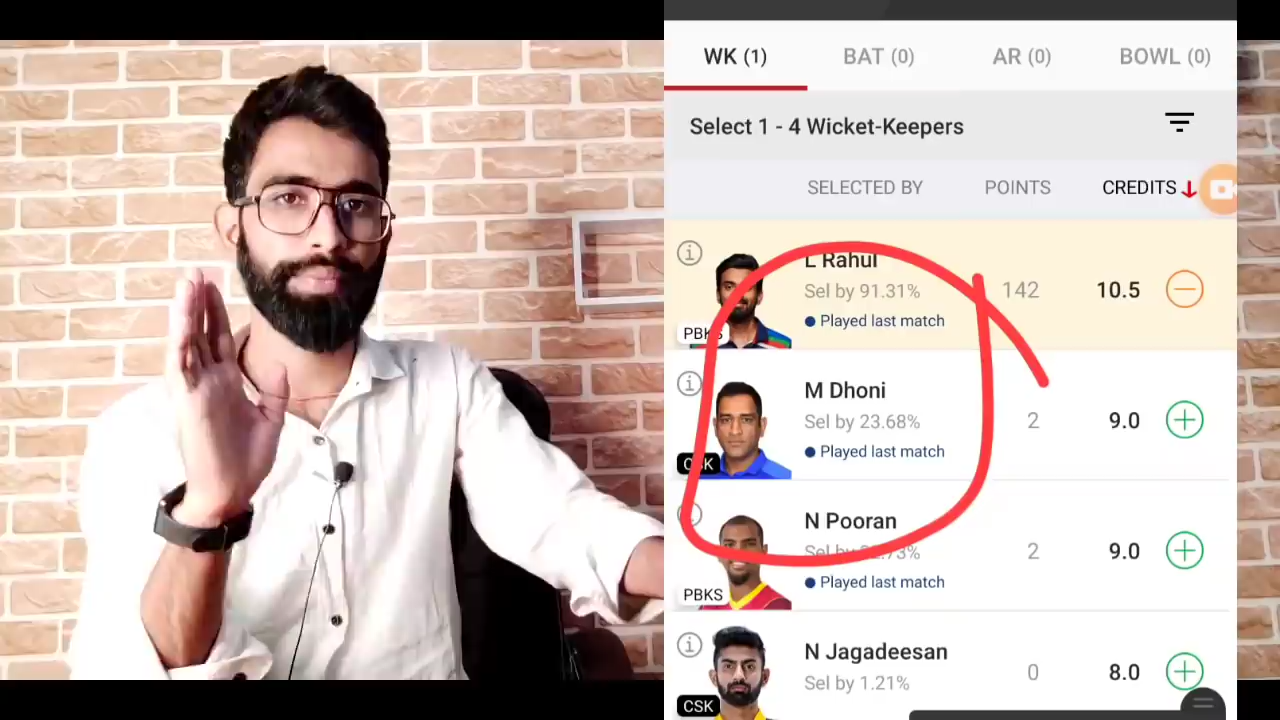 WK (1) BAT (0) AR (0) BOWL (0)
Select 1 - 4 Wicket-Keepers
SELECTED BY POINTS CREDITS
L Rahul
Sel by 91.31% 142 10.5
Played last match
PBKS
M Dhoni
Sel by 23.68% 2 9.0
Played last match
CSK
N Pooran
Sel by 2 9.0
Played last match
PBKS
N Jagadeesan
Sel by 1.21% 0 8.0
CSK